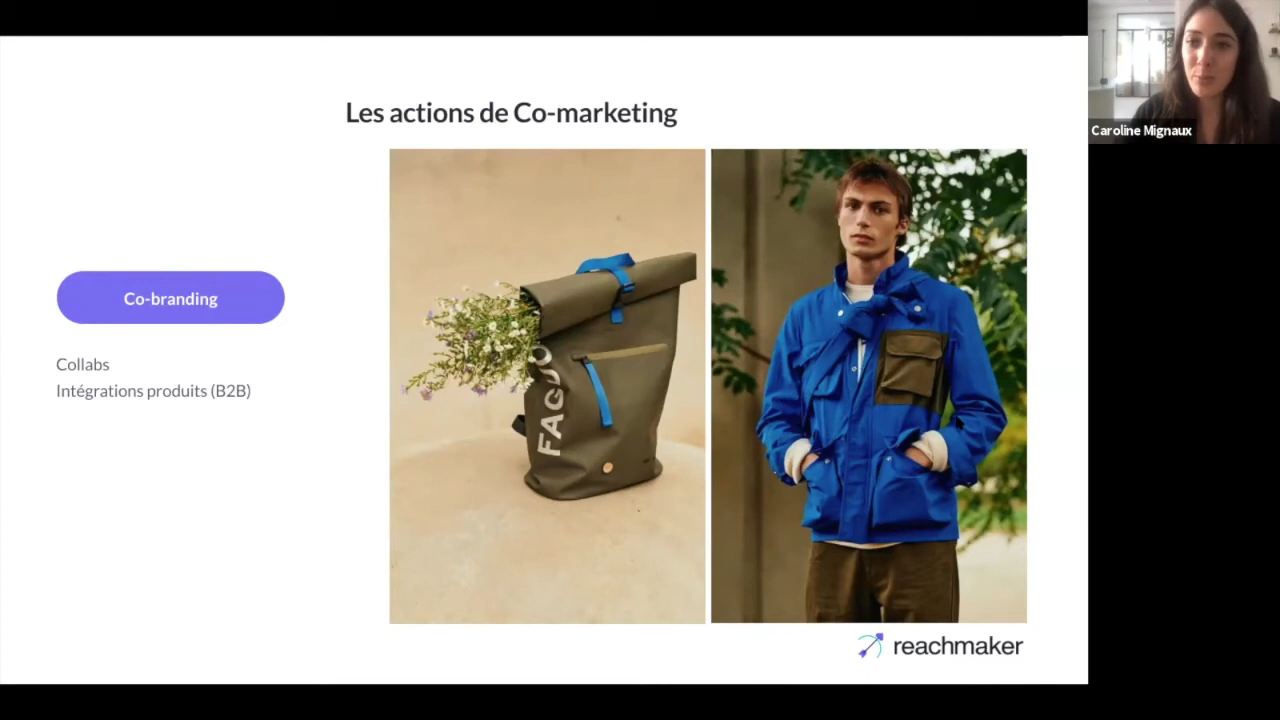 Les actions de Co-marketing
Co-branding
Collabs
Intégrations produits (B2B)
FAGUO
reachmaker
Caroline Mignaux